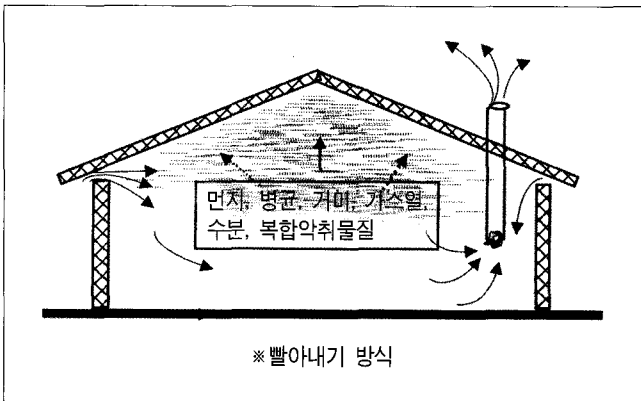 먼지, 병균, 거미, 가스열,
수분, 복합악취물질
※빨아내기 방식